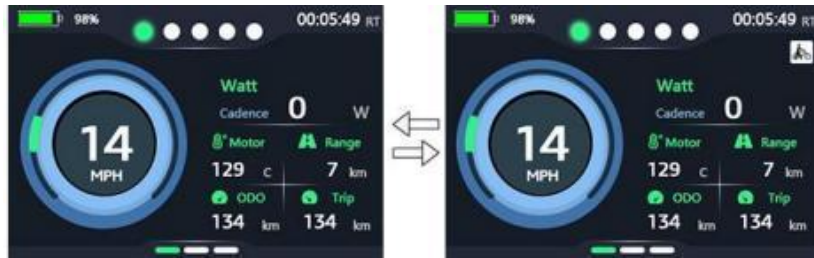 98% 00:05:49 RT
Watt
Cadence 0 W
14
MPH
Motor Range
129 C 7 km
ODO Trip
134 km 134 km
98% 00:05:49 RT
Watt
Cadence 0 W
14
MPH
Motor Range
129 C 7 km
ODO Trip
134 km 134 km